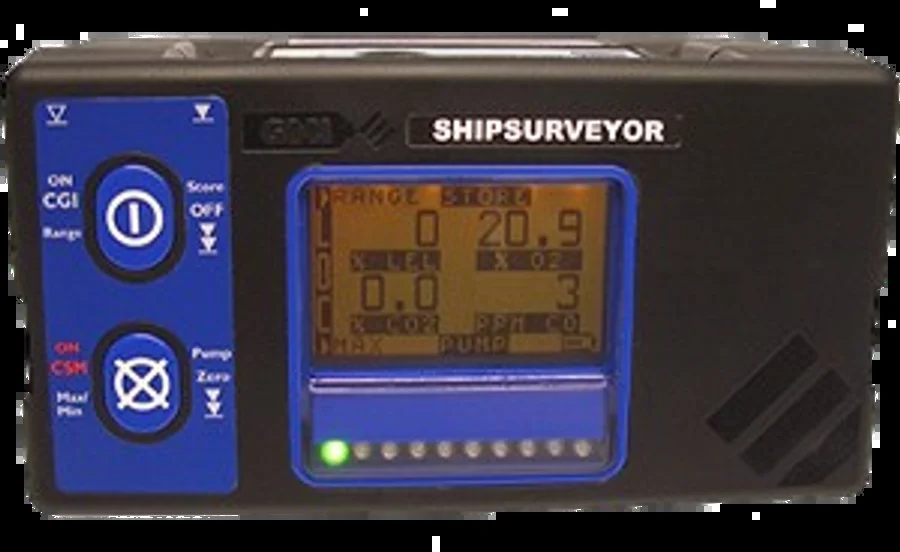 GMI
SHIPSURVEYOR
ON
CGI
Range
Store
OFF
ON
CSM
Max/
Min
Pump
Zero
RANGE STORE
0 20.9
% LEL % O2
0.0 3
% CO2 PPM CO
MAX PUMP